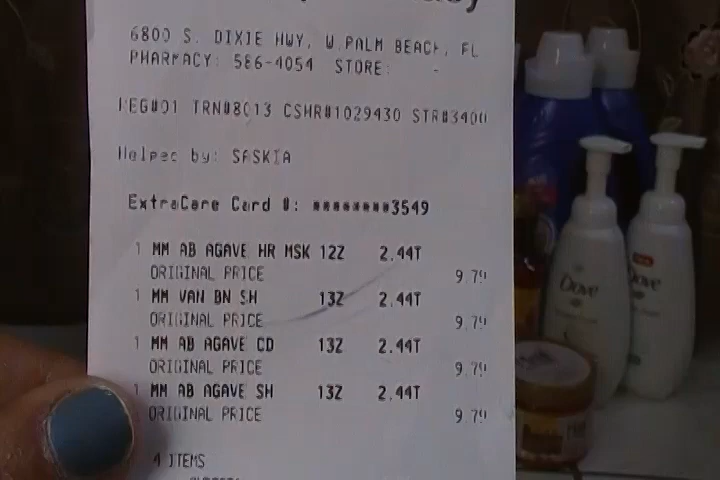 6800 S. DIXIE HWY, W.PALM BEACH, FL
PHARMACY: 586-4054 STORE: -
REG#01 TRN#8013 CSHR#1029430 STR#3400
Helped by: SASKIA
ExtraCare Card #: ********3549
1 MM AB AGAVE HR MSK 12Z 2.44T
ORIGINAL PRICE 9.79
1 MM VAN BN SH 13Z 2.44T
ORIGINAL PRICE 9.79
1 MM AB AGAVE CD 13Z 2.44T
ORIGINAL PRICE 9.79
1 MM AB AGAVE SH 13Z 2.44T
ORIGINAL PRICE 9.79
4 ITEMS
Dove
Dove